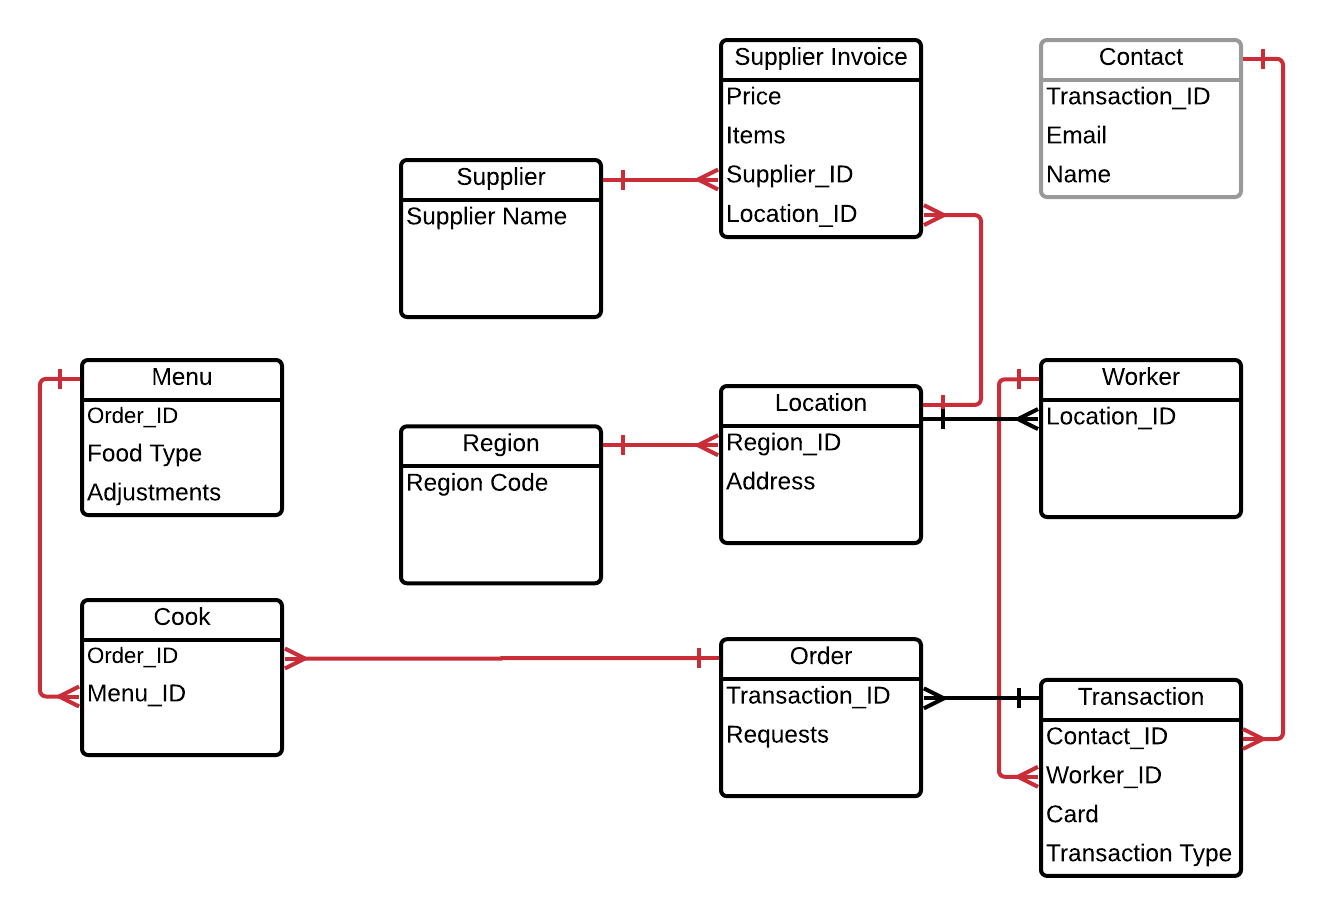 Supplier Invoice
Price
Items
Supplier_ID
Location_ID
Contact
Transaction_ID
Email
Name
Supplier
Supplier Name
Menu
Order_ID
Food Type
Adjustments
Region
Region Code
Location
Region_ID
Address
Worker
Location_ID
Cook
Order_ID
Menu_ID
Order
Transaction_ID
Requests
Transaction
Contact_ID
Worker_ID
Card
Transaction Type